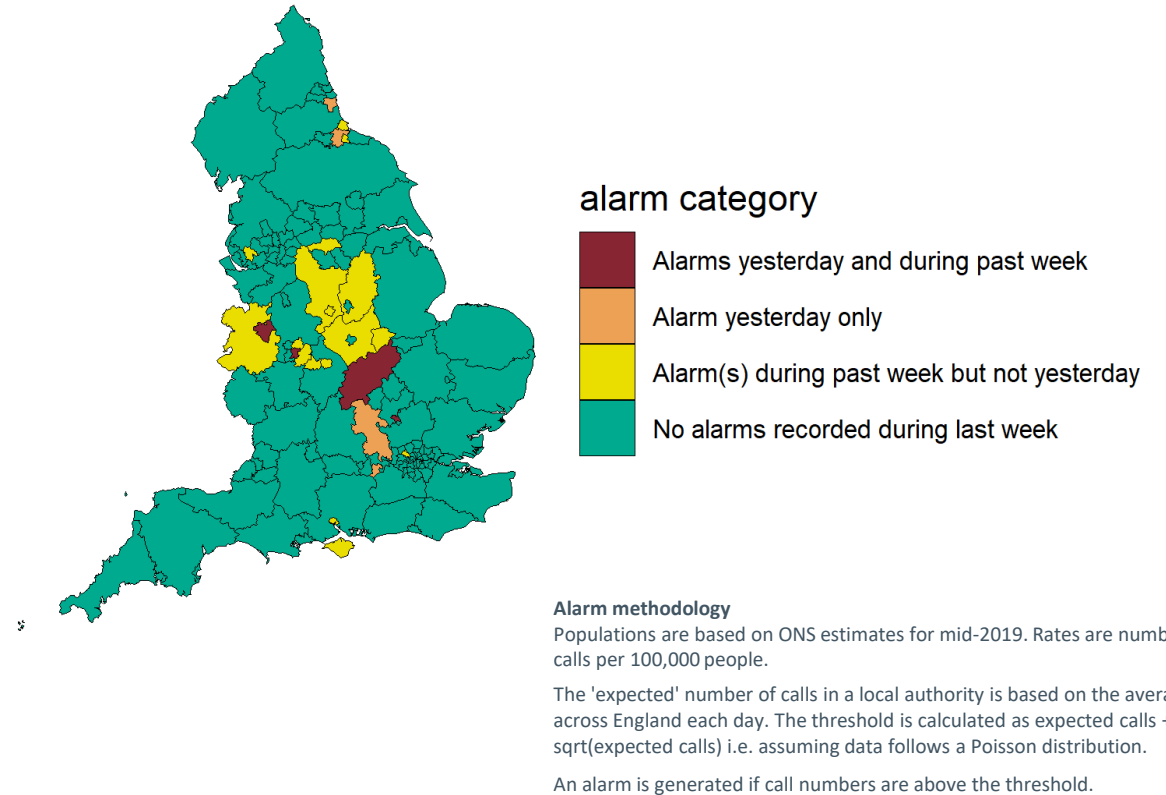 alarm category
Alarms yesterday and during past week
Alarm yesterday only
Alarm(s) during past week but not yesterday
No alarms recorded during last week
Alarm methodology
Populations are based on ONS estimates for mid-2019. Rates are numb
calls per 100,000 people.
The 'expected' number of calls in a local authority is based on the avera
across England each day. The threshold is calculated as expected calls -
sqrt(expected calls) i.e. assuming data follows a Poisson distribution.
An alarm is generated if call numbers are above the threshold.